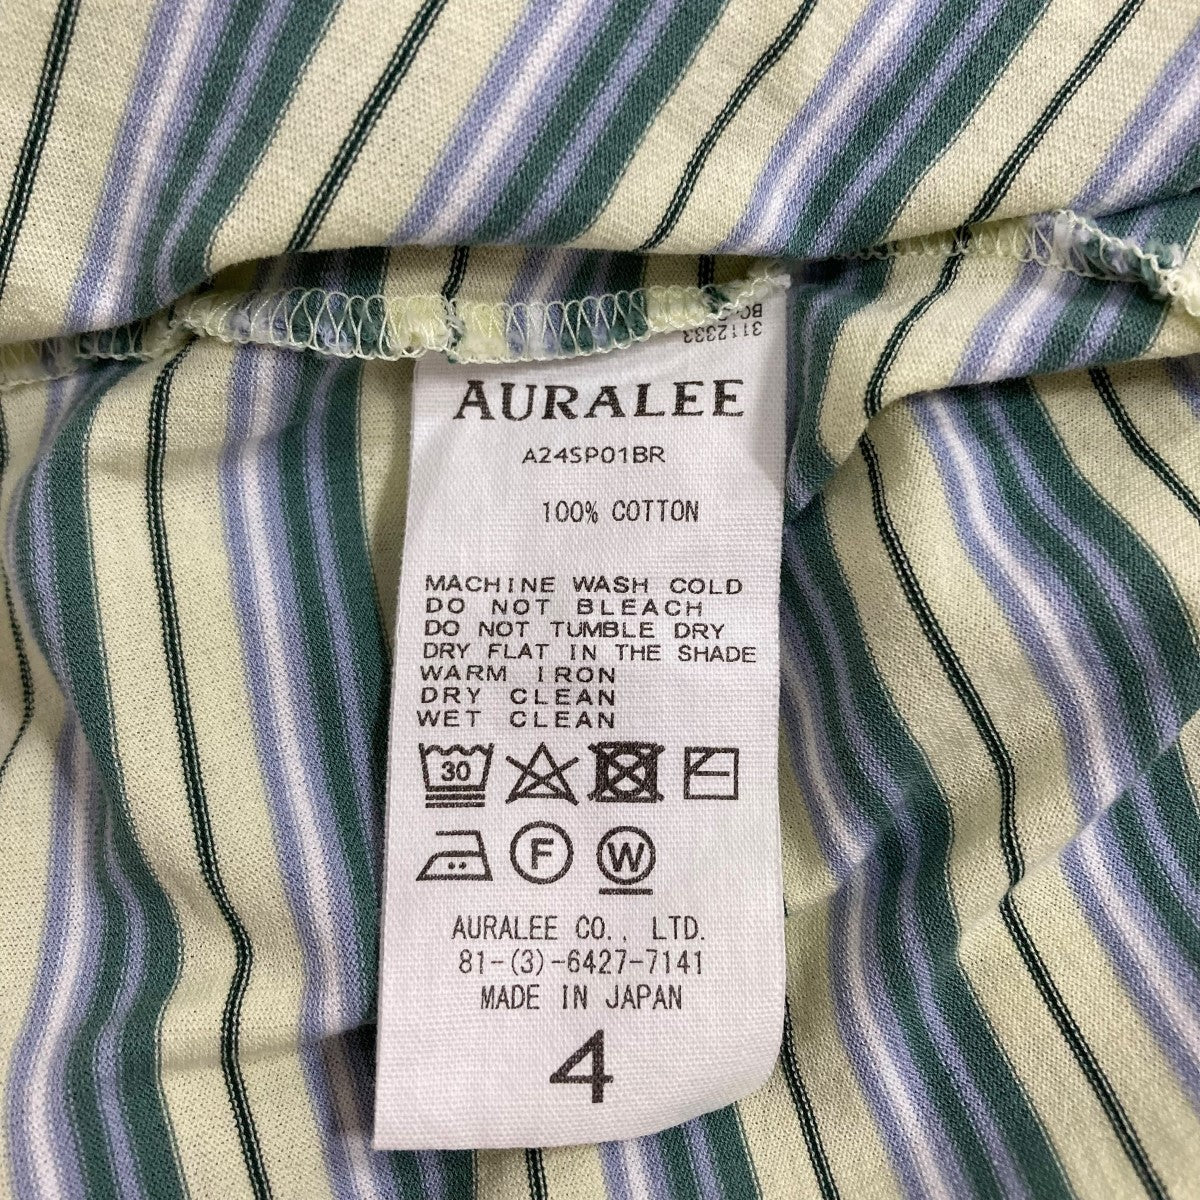 3112333
AURALEE
A24SP01BR
100% COTTON
MACHINE WASH COLD
DO NOT BLEACH
DO NOT TUMBLE DRY
DRY FLAT IN THE SHADE
WARM IRON
DRY CLEAN
WET CLEAN
30
F
W
AURALEE CO., LTD.
81-(3)-6427-7141
MADE IN JAPAN
4